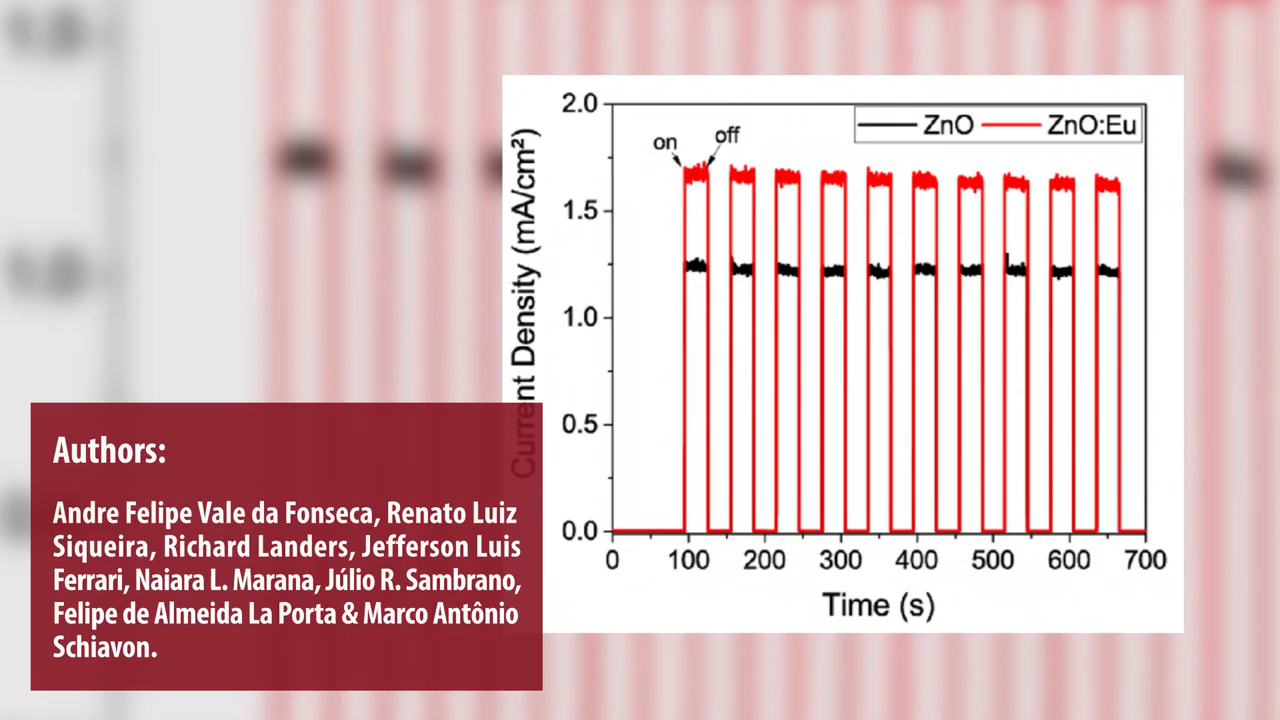 2.0
1.5
1.0
0.5
0.0
Current Density (mA/cm²)
on
off
ZnO
ZnO:Eu
0 100 200 300 400 500 600 700
Time (s)
Authors:
Andre Felipe Vale da Fonseca, Renato Luiz
Siqueira, Richard Landers, Jefferson Luis
Ferrari, Naiara L. Marana, Júlio R. Sambrano,
Felipe de Almeida La Porta & Marco Antônio
Schiavon.